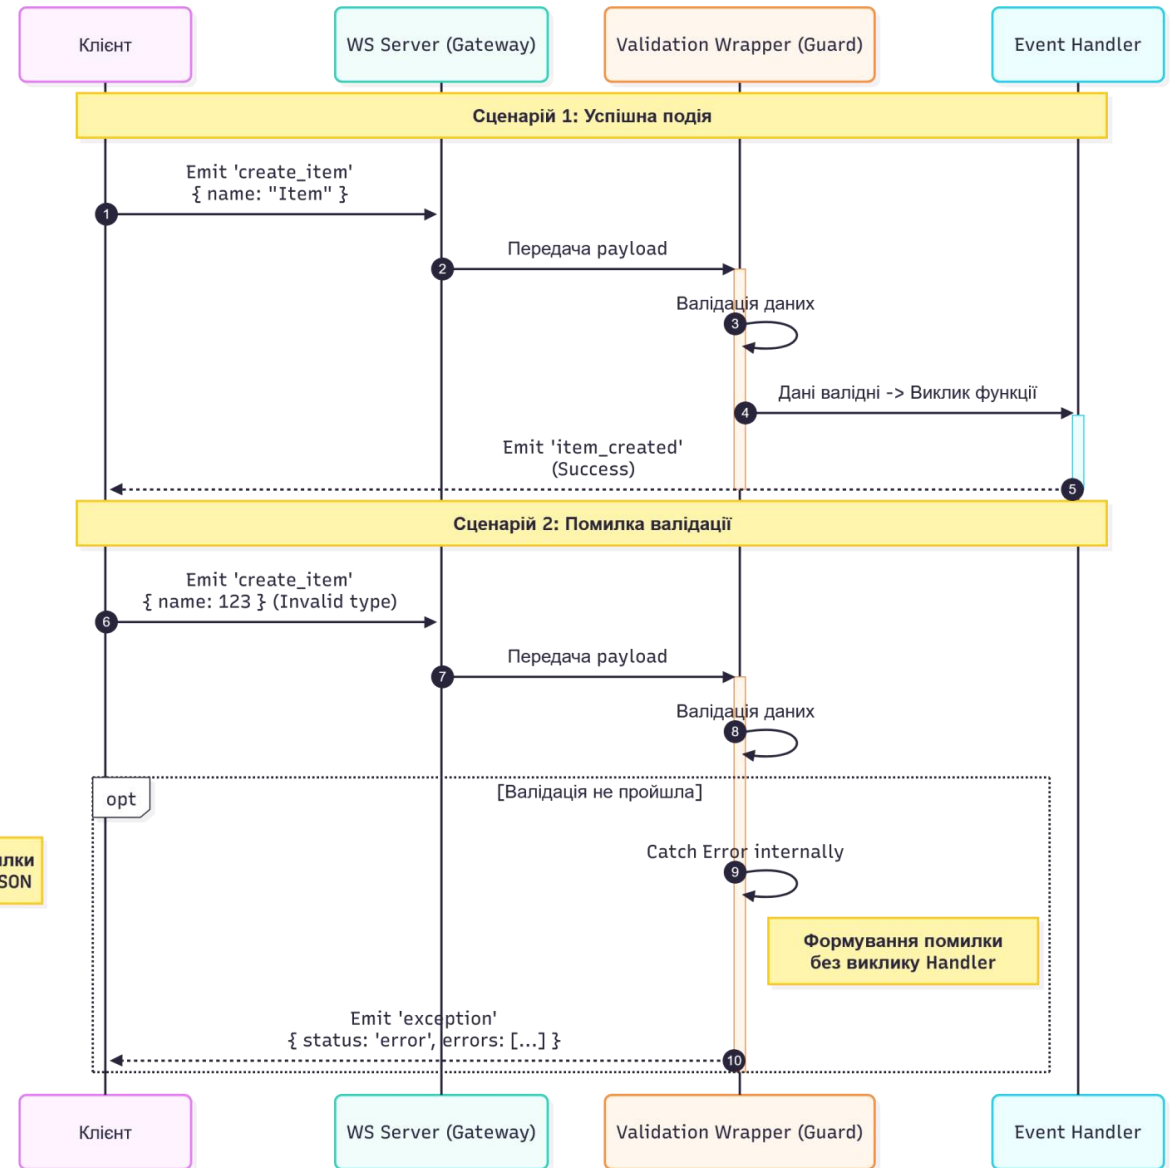 Клієнт
WS Server (Gateway)
Validation Wrapper (Guard)
Event Handler
Сценарій 1: Успішна подія
Emit 'create_item'
{ name: "Item" }
1
Передача payload
2
Валідація даних
3
Дані валідні -> Виклик функції
4
Emit 'item_created'
(Success)
5
Сценарій 2: Помилка валідації
Emit 'create_item'
{ name: 123 } (Invalid type)
6
Передача payload
7
Валідація даних
8
opt
[Валідація не пройшла]
Catch Error internally
9
Формування помилки
без виклику Handler
Emit 'exception'
{ status: 'error', errors: [...] }
10
Клієнт
WS Server (Gateway)
Validation Wrapper (Guard)
Event Handler